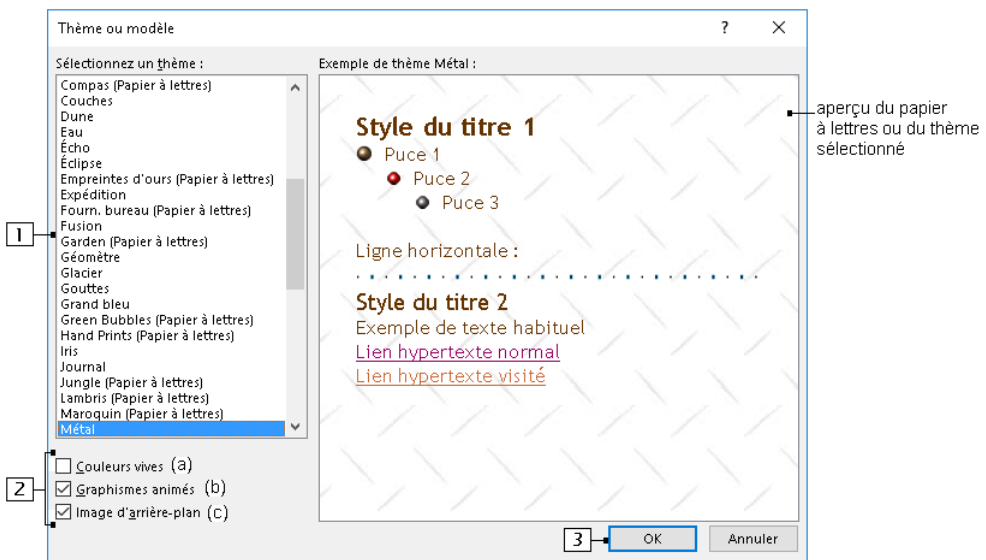 Thème ou modèle
? ×
Sélectionnez un thème :
Compas (Papier à lettres)
Couches
Dune
Eau
Écho
Éclipse
Empreintes d'ours (Papier à lettres)
Expédition
Fourn. bureau (Papier à lettres)
Fusion
Garden (Papier à lettres)
Géomètre
Glacier
Gouttes
Grand bleu
Green Bubbles (Papier à lettres)
Hand Prints (Papier à lettres)
Iris
Journal
Jungle (Papier à lettres)
Lambris (Papier à lettres)
Maroquin (Papier à lettres)
Métal
1
Couleurs vives (a)
Graphismes animés (b)
Image d'arrière-plan (c)
2
Exemple de thème Métal :
Style du titre 1
Puce 1
Puce 2
Puce 3
Ligne horizontale :
Style du titre 2
Exemple de texte habituel
Lien hypertexte normal
Lien hypertexte visité
aperçu du papier
à lettres ou du thème
sélectionné
3
OK
Annuler